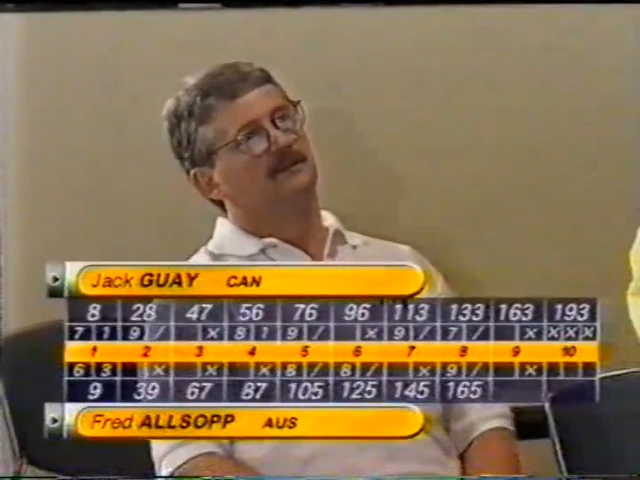 Jack GUAY CAN
8 28 47 56 76 96 113 133 163 193
7 1 9 / X 8 1 9 / X 9 / 7 / X X X X
1 2 3 4 5 6 7 8 9 10
6 3 X X X 8 / 8 / X 9 / X
9 39 67 87 105 125 145 165
Fred ALLSOPP AUS